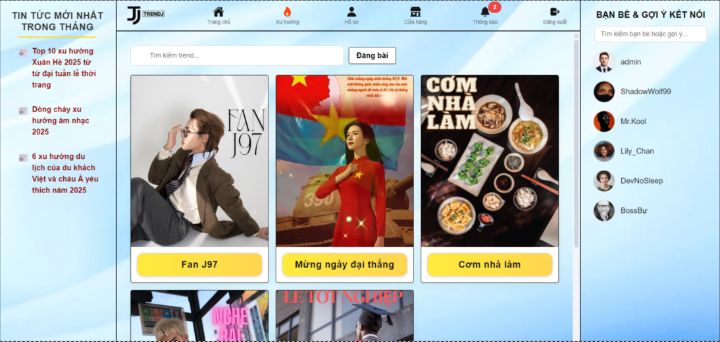 TIN TỨC MỚI NHẤT
TRONG THÁNG
Top 10 xu hướng
Xuân Hè 2025 từ
từ đại tuần lễ thời
trang
Dòng chảy xu
hướng âm nhạc
2025
6 xu hướng du
lịch của du khách
Việt và châu Á yêu
thích năm 2025
TJ TRENDJ
Trang chủ
Xu hướng
Hồ sơ
Cửa hàng
2
Thông báo
Đăng xuất
Tìm kiếm trend...
Đăng bài
FAN
J97
Fan J97
390
Mừng ngày đại thắng
CƠM
NHÀ
LÀM
Cơm nhà làm
NGHE
BÁC
LỄ TỐT NGHIỆP
BẠN BÈ & GỢI Ý KẾT NỐI
Tìm kiếm bạn bè hoặc gợi ý...
admin
ShadowWolf99
Mr.Kool
Lily_Chan
DevNoSleep
BossBự